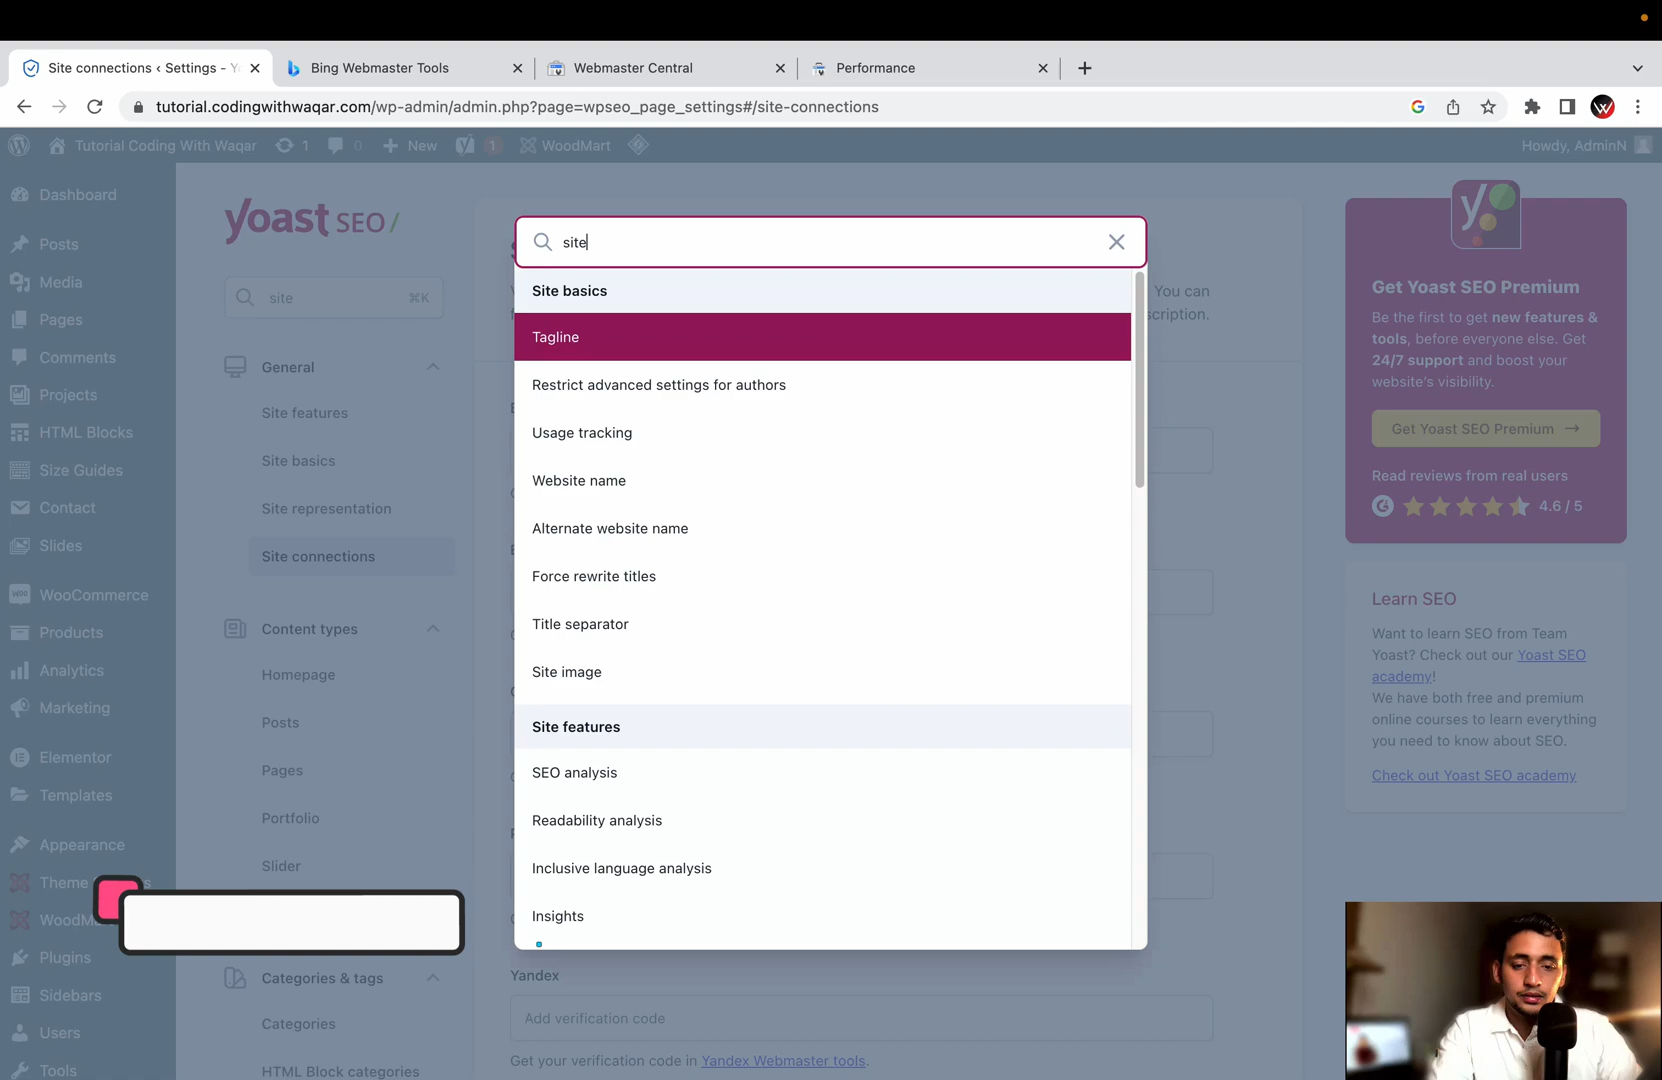 Site connections ‹ Settings - Y
Bing Webmaster Tools
Webmaster Central
Performance
tutorial.codingwithwaqar.com/wp-admin/admin.php?page=wpseo_page_settings#/site-connections
Tutorial Coding With Waqar
1
0
New
1
WoodMart
Howdy, AdminN
Dashboard
Posts
Media
Pages
Comments
Projects
HTML Blocks
Size Guides
Contact
Slides
WooCommerce
Products
Analytics
Marketing
Elementor
Templates
Appearance
Theme
Plugins
Sidebars
Users
Tools
yoast SEO /
site
⌘K
General
Site features
Site basics
Site representation
Site connections
Content types
Homepage
Posts
Pages
Portfolio
Slider
Categories & tags
Categories
HTML Block categories
site
Site basics
Tagline
Restrict advanced settings for authors
Usage tracking
Website name
Alternate website name
Force rewrite titles
Title separator
Site image
Site features
SEO analysis
Readability analysis
Inclusive language analysis
Insights
You can
Yandex
Add verification code
Get your verification code in Yandex Webmaster tools.
Get Yoast SEO Premium
Be the first to get new features &
tools, before everyone else. Get
24/7 support and boost your
website's visibility.
Get Yoast SEO Premium →
Read reviews from real users
4.6 / 5
Learn SEO
Want to learn SEO from Team
Yoast? Check out our Yoast SEO
academy!
We have both free and premium
online courses to learn everything
you need to know about SEO.
Check out Yoast SEO academy